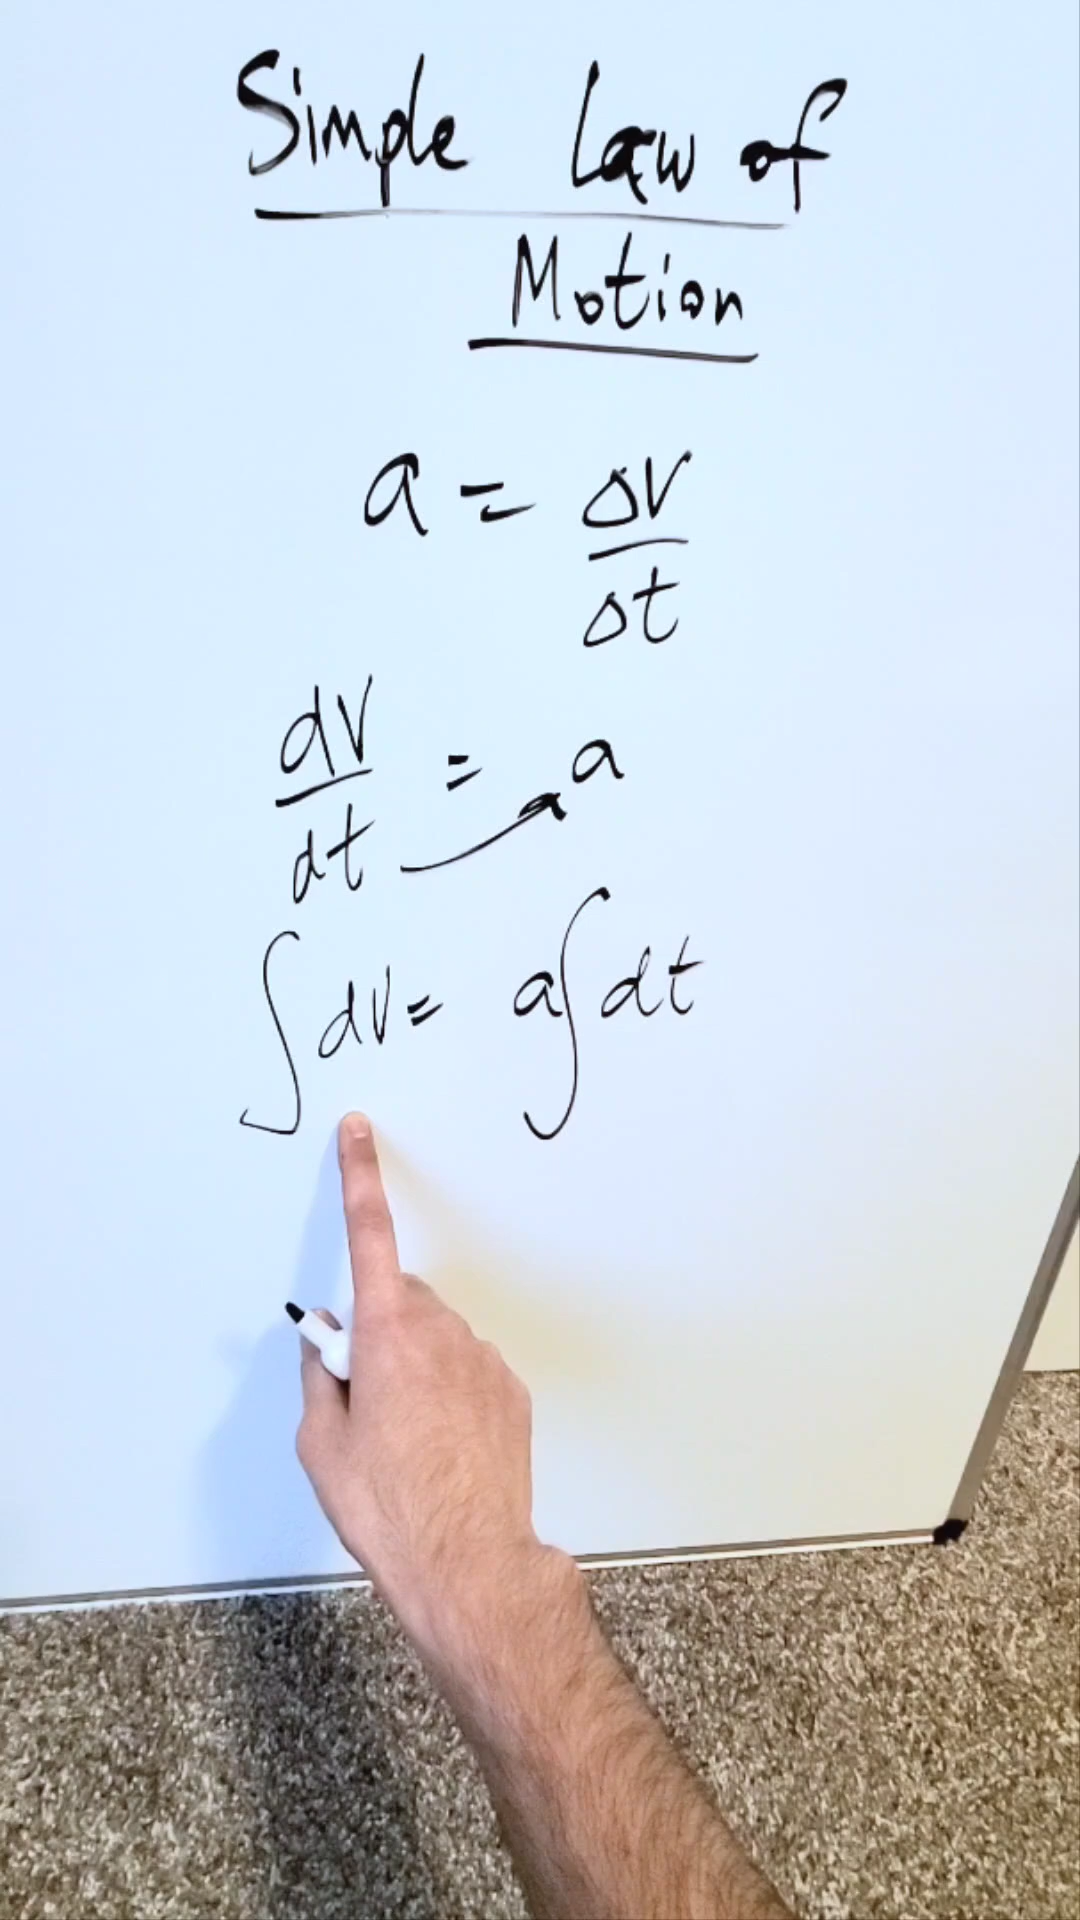 Simple Law of
Motion
a = ΔV/Δt
dV/dt = a
∫dV = a∫dt